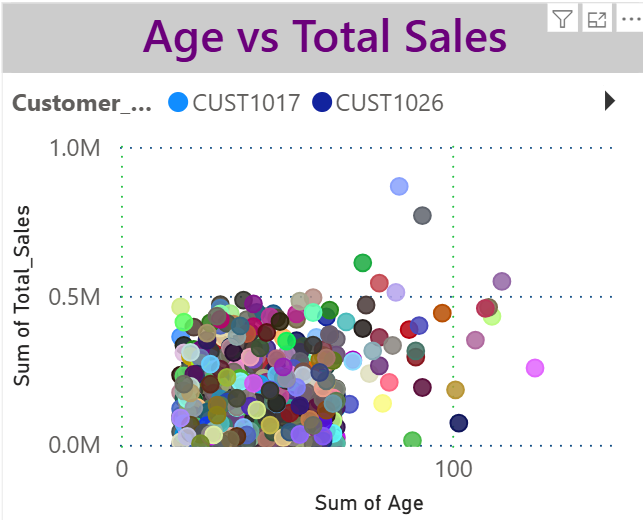 Age vs Total Sales
Customer_... CUST1017 CUST1026
1.0M
0.5M
0.0M
Sum of Total_Sales
0 100
Sum of Age